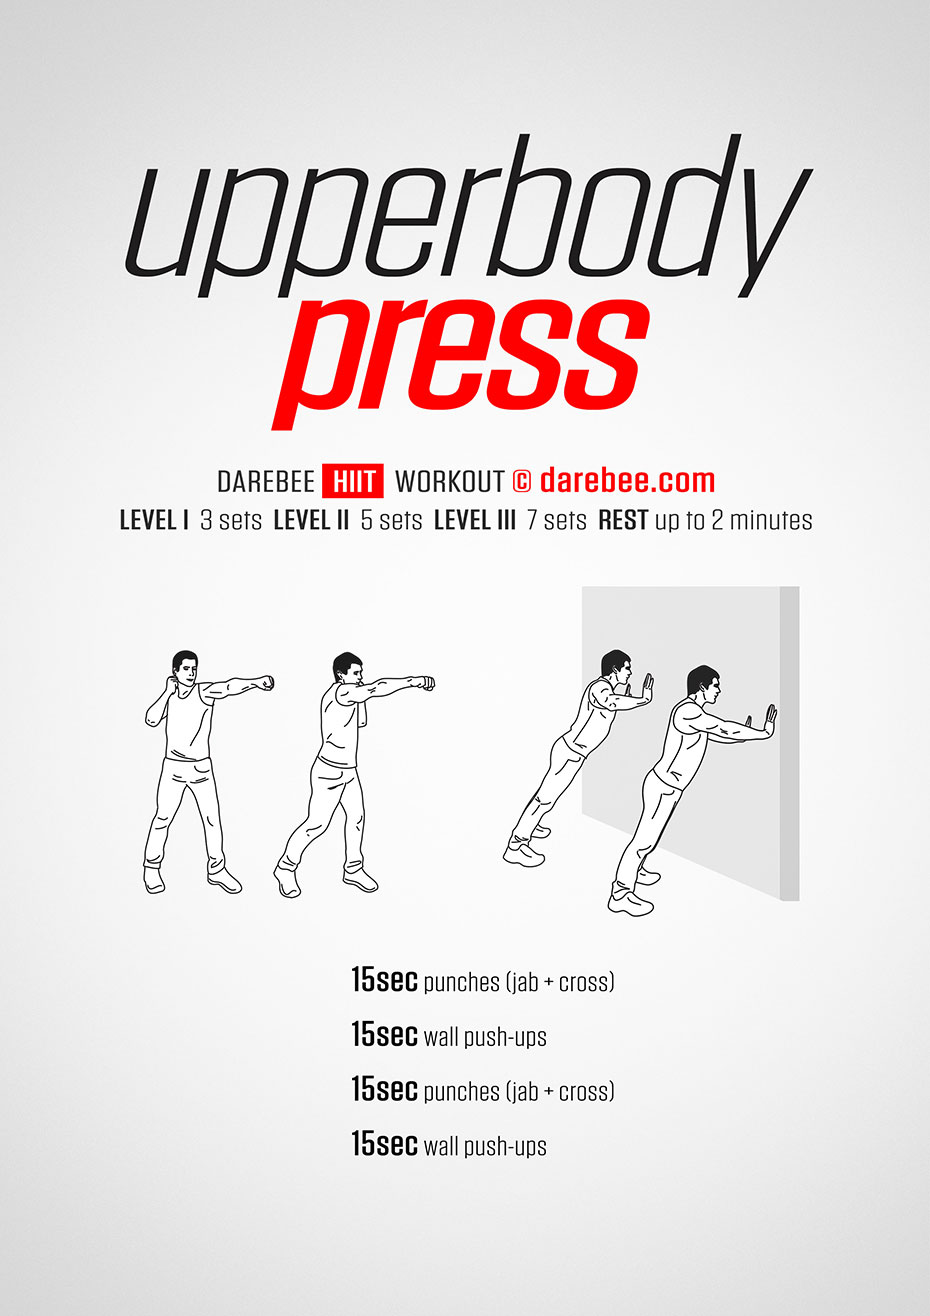 upperbody
press
DAREBEE HIIT WORKOUT © darebee.com
LEVEL I 3 sets LEVEL II 5 sets LEVEL III 7 sets REST up to 2 minutes
15sec punches (jab + cross)
15sec wall push-ups
15sec punches (jab + cross)
15sec wall push-ups